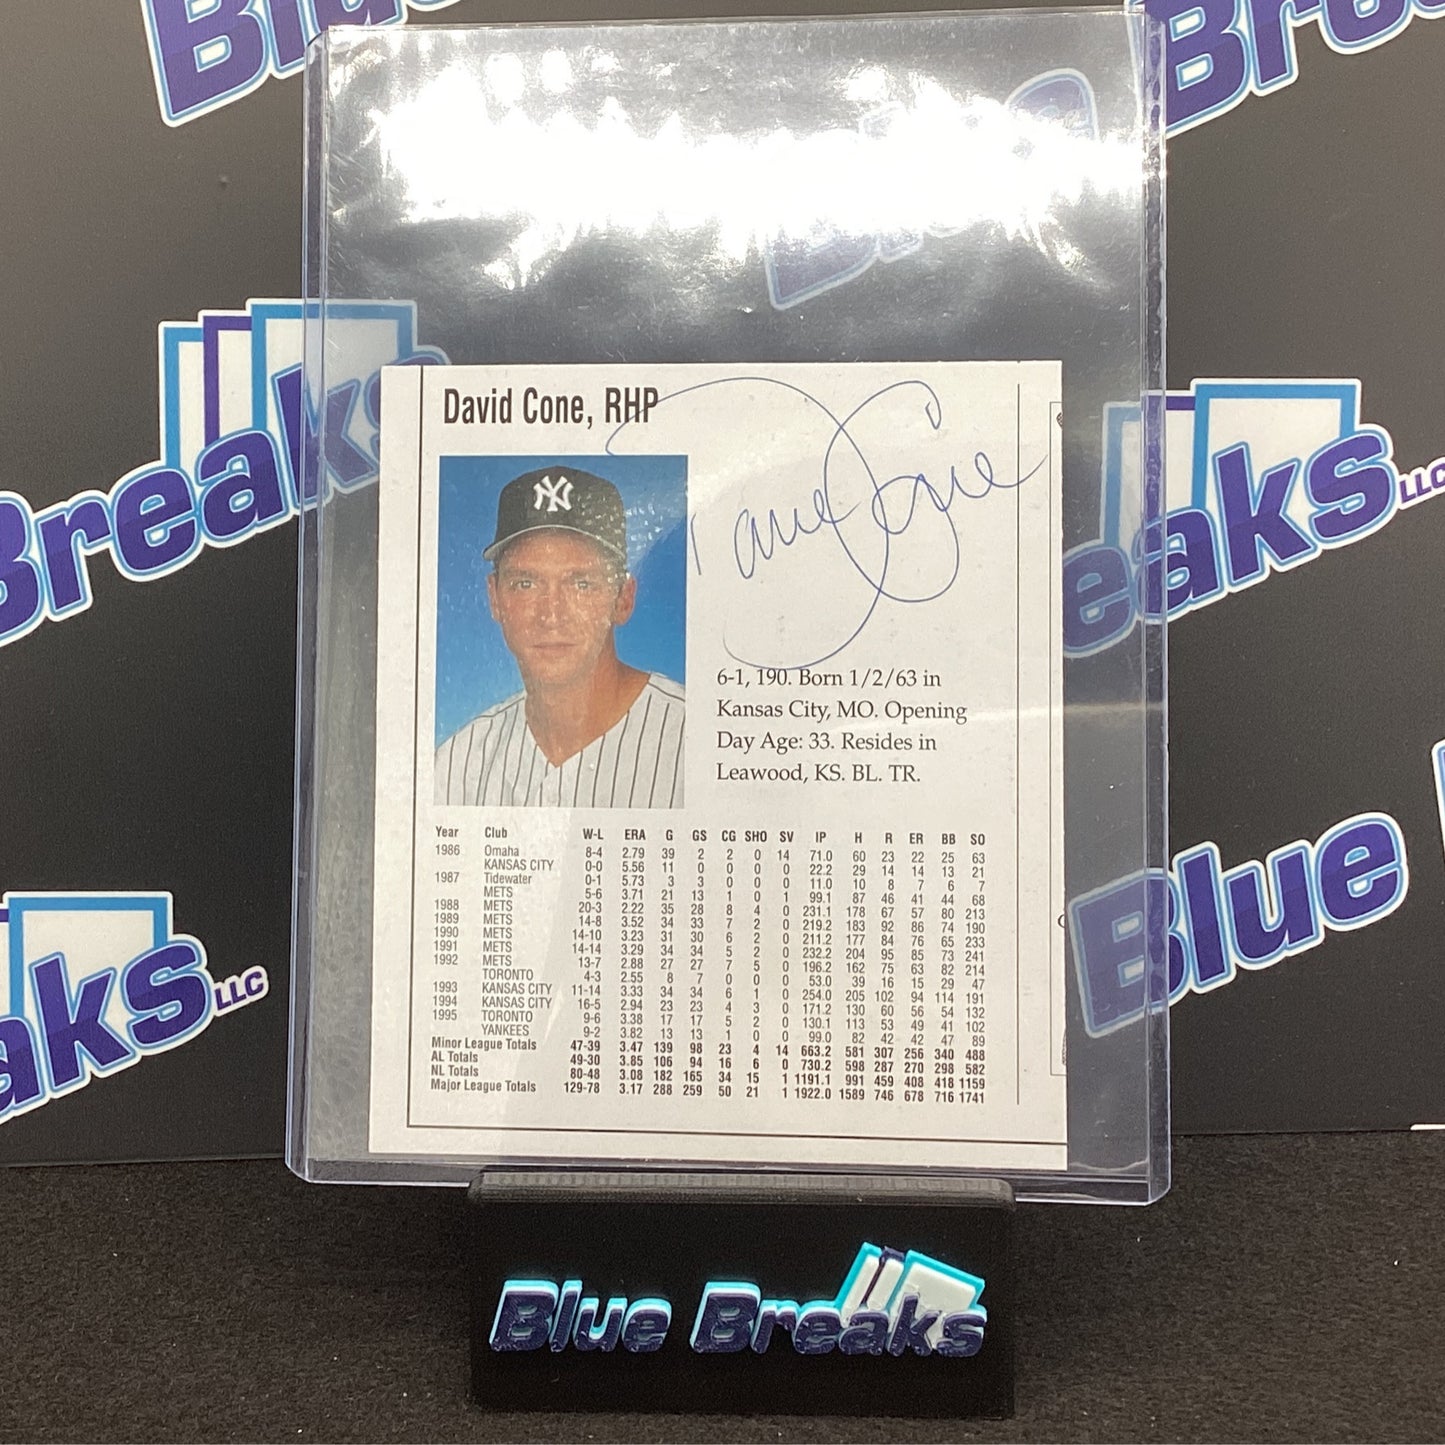 Blue
Breaks
Breaks LLC
Breaks LLC
Blue
Breaks LLC
David Cone, RHP
Dave Cone
6-1, 190. Born 1/2/63 in
Kansas City, MO. Opening
Day Age: 33. Resides in
Leawood, KS. BL. TR.
Year Club W-L ERA G GS CG SHO SV IP H R ER BB SO
1986 Omaha 8-4 2.79 39 2 2 0 14 71.0 60 23 22 25 63
KANSAS CITY 0-0 5.56 11 0 0 0 0 22.2 29 14 14 13 21
1987 Tidewater 0-1 5.73 3 3 0 0 0 11.0 10 8 7 6 7
METS 5-6 3.71 21 13 1 0 1 99.1 87 46 41 44 68
1988 METS 20-3 2.22 35 28 8 4 0 231.1 178 67 57 80 213
1989 METS 14-8 3.52 34 33 7 2 0 219.2 183 92 86 74 190
1990 METS 14-10 3.23 31 30 6 2 0 211.2 177 84 76 65 233
1991 METS 14-14 3.29 34 34 5 2 0 232.2 204 95 85 73 241
1992 METS 13-7 2.88 27 27 7 5 0 196.2 162 75 63 82 214
TORONTO 4-3 2.55 8 7 0 0 0 53.0 39 16 15 29 47
1993 KANSAS CITY 11-14 3.33 34 34 6 1 0 254.0 205 102 94 114 191
1994 KANSAS CITY 16-5 2.94 23 23 4 3 0 171.2 130 60 56 54 132
1995 TORONTO 9-6 3.38 17 17 5 2 0 130.1 113 53 49 41 102
YANKEES 9-2 3.82 13 13 1 0 0 99.0 82 42 42 47 89
Minor League Totals 47-39 3.47 139 98 23 4 14 663.2 581 307 256 340 488
AL Totals 49-30 3.85 106 94 16 6 0 730.2 598 287 270 298 582
NL Totals 80-48 3.08 182 165 34 15 1 1191.1 991 459 408 418 1159
Major League Totals 129-78 3.17 288 259 50 21 1 1922.0 1589 746 678 716 1741
Blue Breaks